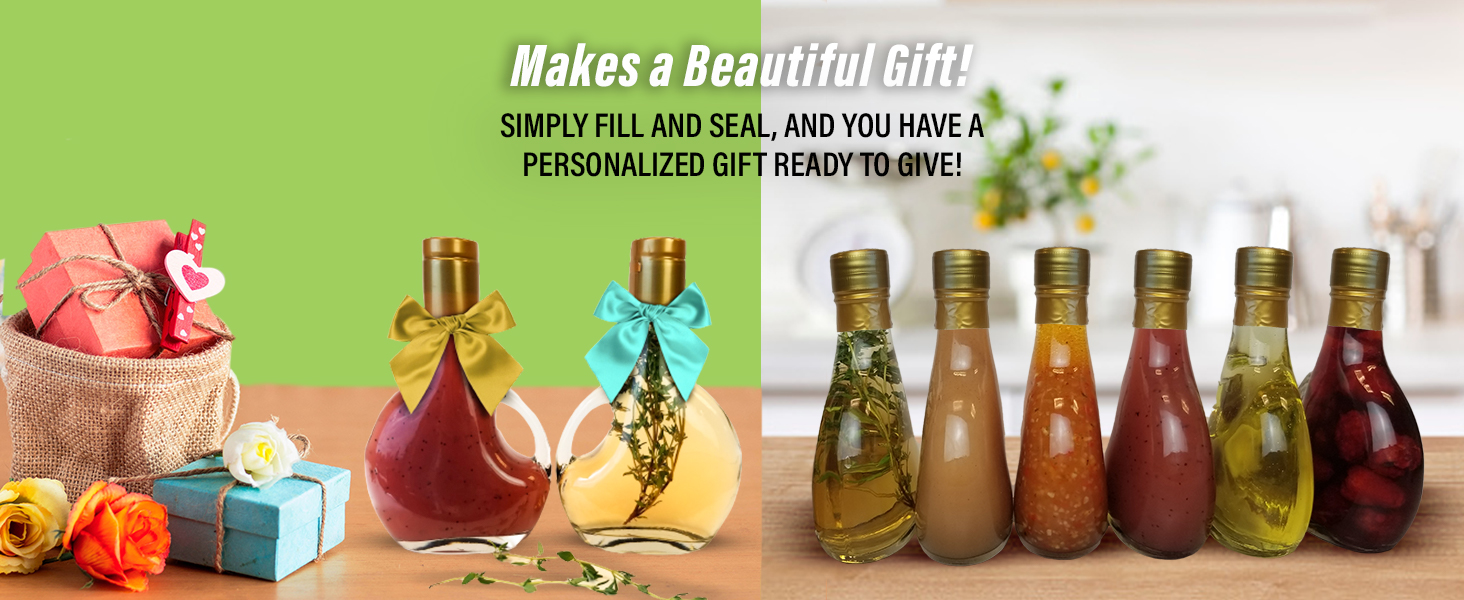 Makes a Beautiful Gift!
SIMPLY FILL AND SEAL, AND YOU HAVE A
PERSONALIZED GIFT READY TO GIVE!